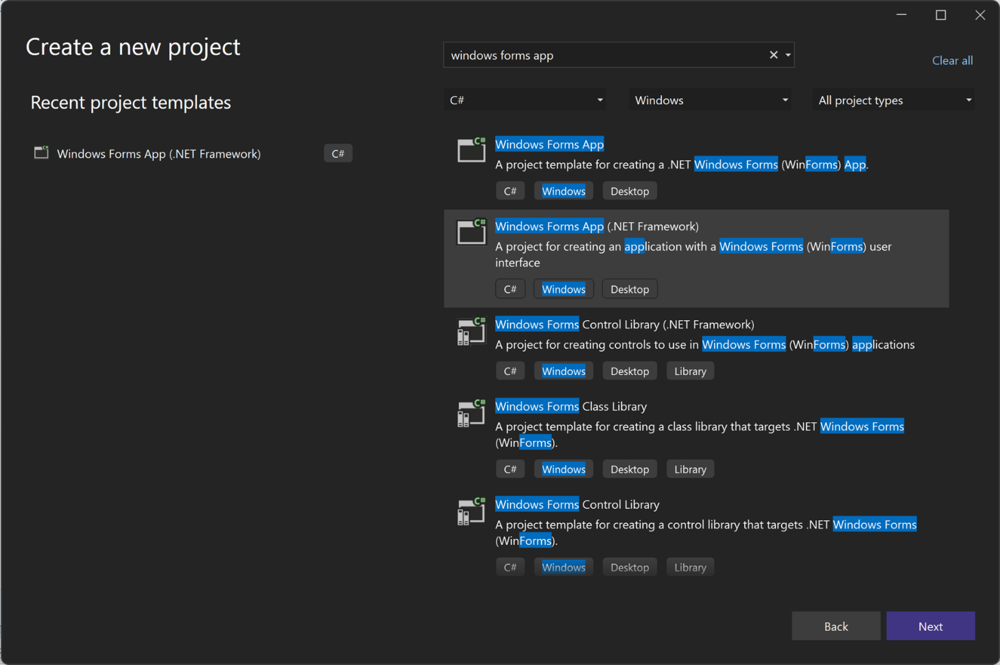 Create a new project
windows forms app
Clear all
Recent project templates
C#
Windows
All project types
Windows Forms App (.NET Framework)
C#
C#
Windows Forms App
A project template for creating a .NET Windows Forms (WinForms) App.
C# Windows Desktop
C#
Windows Forms App (.NET Framework)
A project for creating an application with a Windows Forms (WinForms) user
interface
C# Windows Desktop
C#
Windows Forms Control Library (.NET Framework)
A project for creating controls to use in Windows Forms (WinForms) applications
C# Windows Desktop Library
C#
Windows Forms Class Library
A project template for creating a class library that targets .NET Windows Forms
(WinForms).
C# Windows Desktop Library
C#
Windows Forms Control Library
A project template for creating a control library that targets .NET Windows Forms
(WinForms).
C# Windows Desktop Library
Back
Next